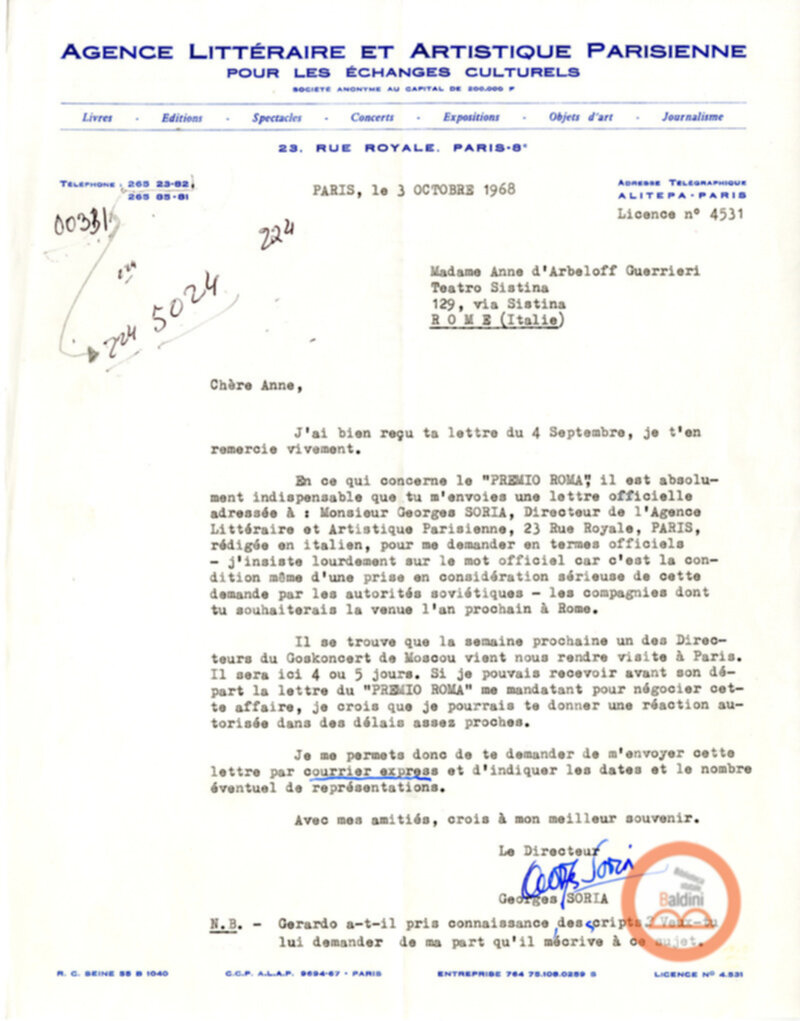 AGENCE LITTÉRAIRE ET ARTISTIQUE PARISIENNE
POUR LES ÉCHANGES CULTURELS
SOCIÉTÉ ANONYME AU CAPITAL DE 200.000 F
Livres - Editions - Spectacles - Concerts - Expositions - Objets d'art - Journalisme
23, RUE ROYALE, PARIS-8e
TÉLÉPHONE : 265 23-82
265 85-81
PARIS, le 3 OCTOBRE 1968
ADRESSE TÉLÉGRAPHIQUE
ALITEPA-PARIS
Licence n° 4531
00331
224
224
224 5024
Madame Anne d'Arbeloff Guerrieri
Teatro Sistina
129, via Sistina
R O M E (Italie)
Chère Anne,
J'ai bien reçu ta lettre du 4 Septembre, je t'en
remercie vivement.
En ce qui concerne le "PREMIO ROMA", il est absolu-
ment indispensable que tu m'envoies une lettre officielle
adressée à : Monsieur Georges SORIA, Directeur de l'Agence
Littéraire et Artistique Parisienne, 23 Rue Royale, PARIS,
rédigée en italien, pour me demander en termes officiels
- j'insiste lourdement sur le mot officiel car c'est la con-
dition même d'une prise en considération sérieuse de cette
demande par les autorités soviétiques - les compagnies dont
tu souhaiterais la venue l'an prochain à Rome.
Il se trouve que la semaine prochaine un des Direc-
teurs du Goskoncert de Moscou vient nous rendre visite à Paris.
Il sera ici 4 ou 5 jours. Si je pouvais recevoir avant son dé-
part la lettre du "PREMIO ROMA" me mandatant pour négocier cet-
te affaire, je crois que je pourrais te donner une réaction au-
torisée dans des délais assez proches.
Je me permets donc de te demander de m'envoyer cette
lettre par courrier express et d'indiquer les dates et le nombre
éventuel de représentations.
Avec mes amitiés, crois à mon meilleur souvenir.
Le Directeur
Georges Soria
Georges SORIA
N.B. - Gerardo a-t-il pris connaissance des scripts ? Veux-tu
lui demander de ma part qu'il m'écrive à ce sujet.
Biblioteca
statale
Baldini
R. C. SEINE 55 B 1040
C.C.P. A.L.A.P. 9694-67 - PARIS
ENTREPRISE 764 75.108.0289 S
LICENCE N° 4.531